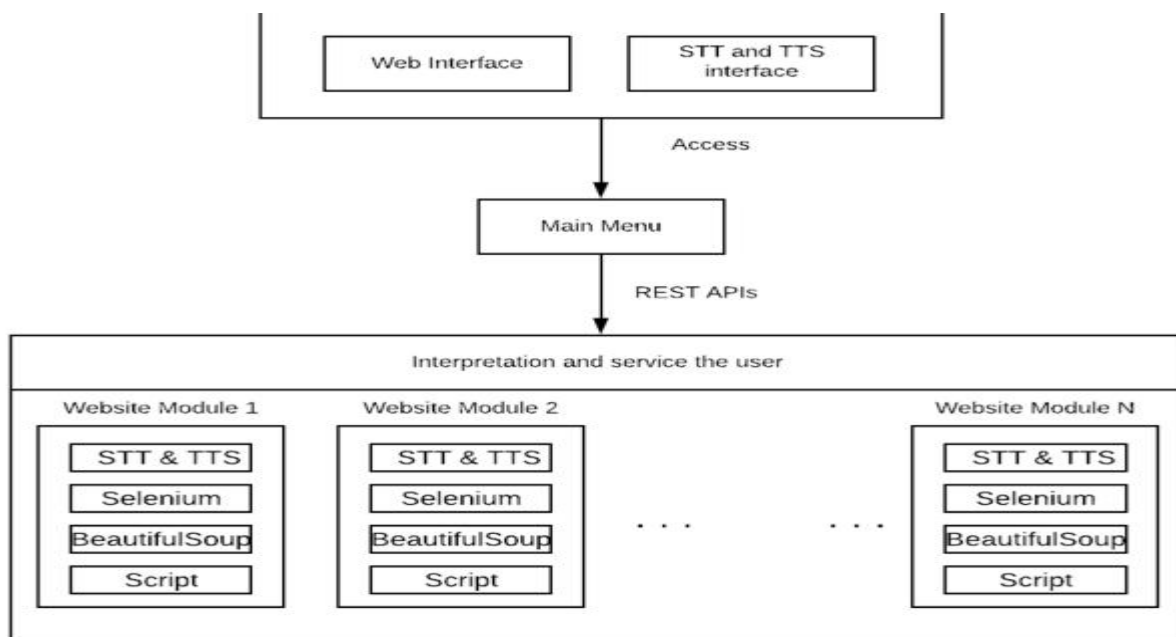 Web Interface
STT and TTS
interface
Access
Main Menu
REST APIs
Interpretation and service the user
Website Module 1
Website Module 2
Website Module N
STT & TTS
STT & TTS
STT & TTS
Selenium
Selenium
Selenium
BeautifulSoup
BeautifulSoup
. . .
. . .
BeautifulSoup
Script
Script
Script